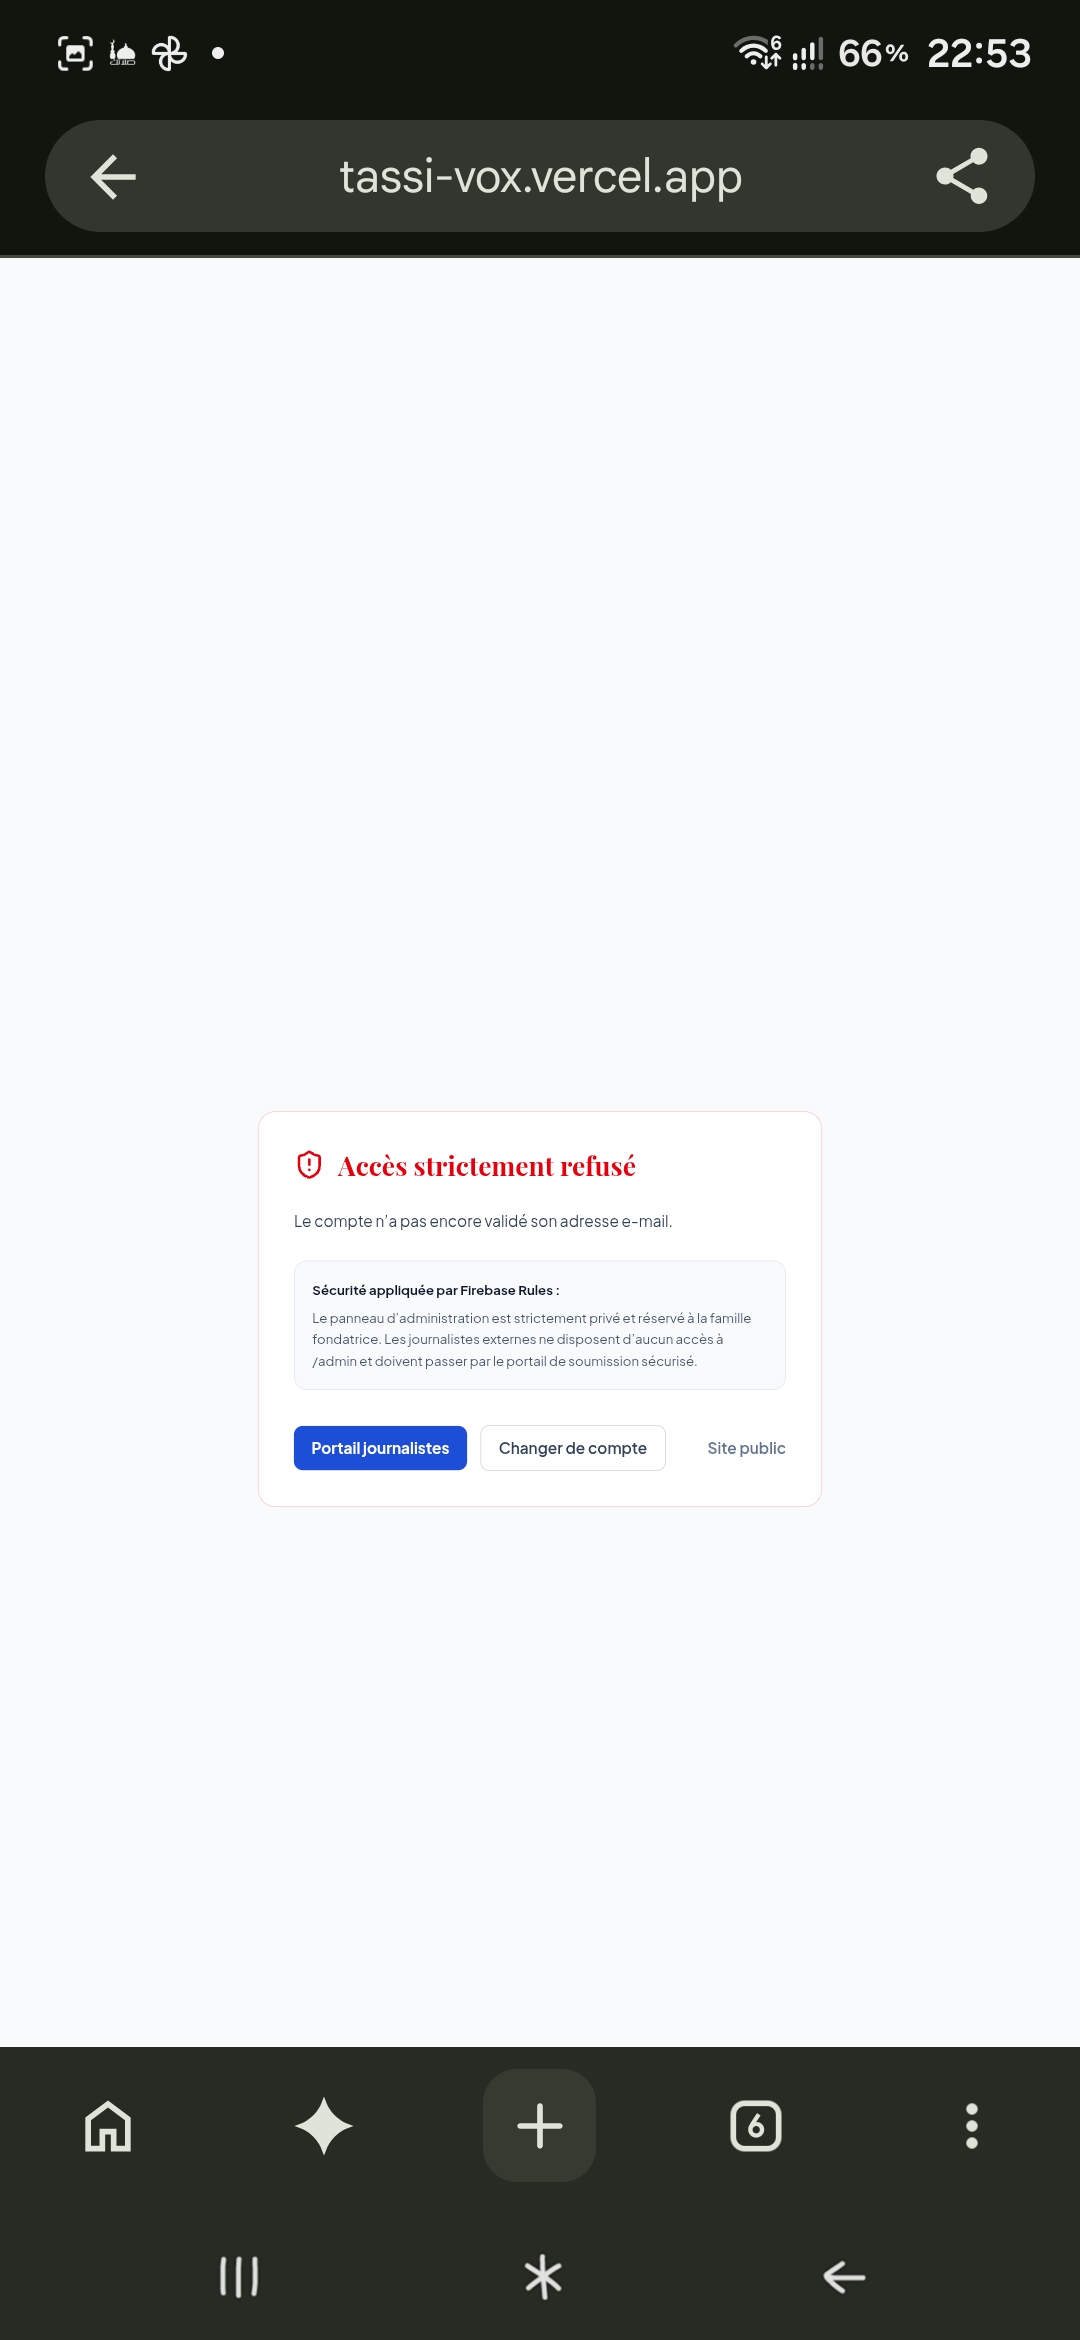 66% 22:53
tassi-vox.vercel.app
Accès strictement refusé
Le compte n'a pas encore validé son adresse e-mail.
Sécurité appliquée par Firebase Rules :
Le panneau d'administration est strictement privé et réservé à la famille
fondatrice. Les journalistes externes ne disposent d'aucun accès à
/admin et doivent passer par le portail de soumission sécurisé.
Portail journalistes Changer de compte Site public
6